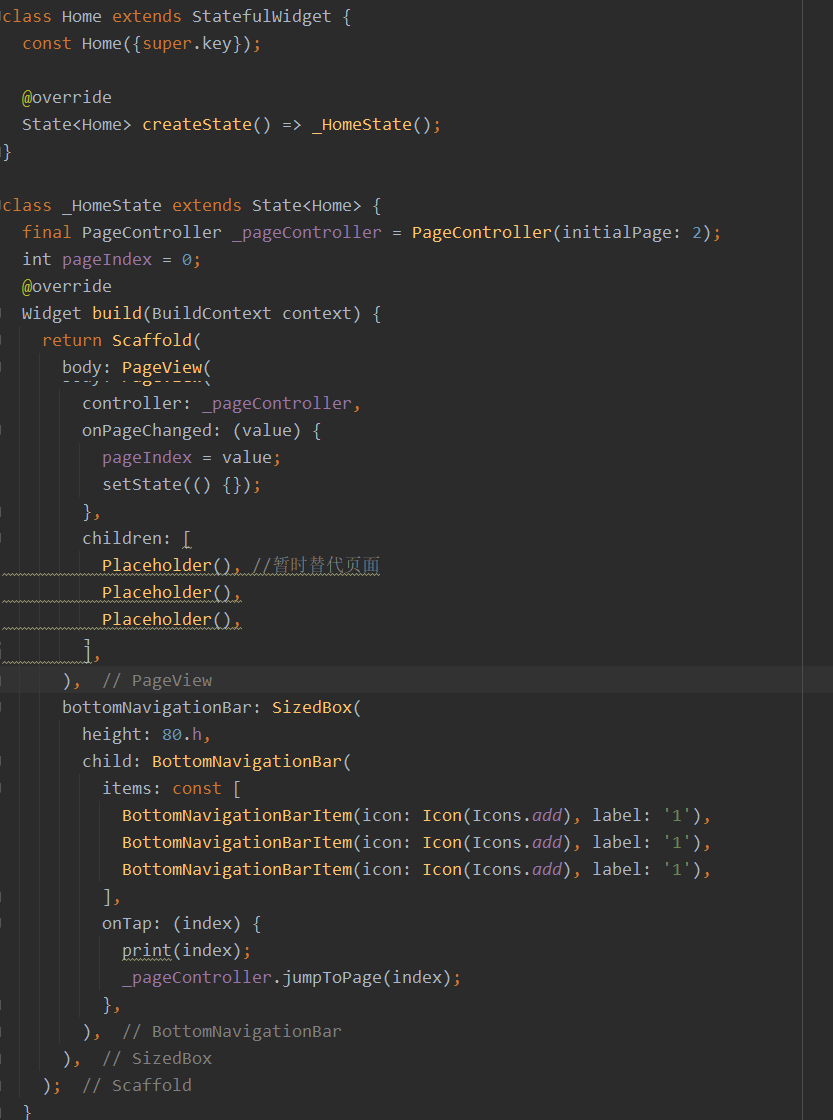 class Home extends StatefulWidget {
  const Home({super.key});

  @override
  State<Home> createState() => _HomeState();
}

class _HomeState extends State<Home> {
  final PageController _pageController = PageController(initialPage: 2);
  int pageIndex = 0;
  @override
  Widget build(BuildContext context) {
    return Scaffold(
      body: PageView(
        controller: _pageController,
        onPageChanged: (value) {
          pageIndex = value;
          setState(() {});
        },
        children: [
          Placeholder(), //暂时替代页面
          Placeholder(),
          Placeholder(),
        ],
      ), // PageView
      bottomNavigationBar: SizedBox(
        height: 80.h,
        child: BottomNavigationBar(
          items: const [
            BottomNavigationBarItem(icon: Icon(Icons.add), label: '1'),
            BottomNavigationBarItem(icon: Icon(Icons.add), label: '1'),
            BottomNavigationBarItem(icon: Icon(Icons.add), label: '1'),
          ],
          onTap: (index) {
            print(index);
            _pageController.jumpToPage(index);
          },
        ), // BottomNavigationBar
      ), // SizedBox
    ); // Scaffold
  }